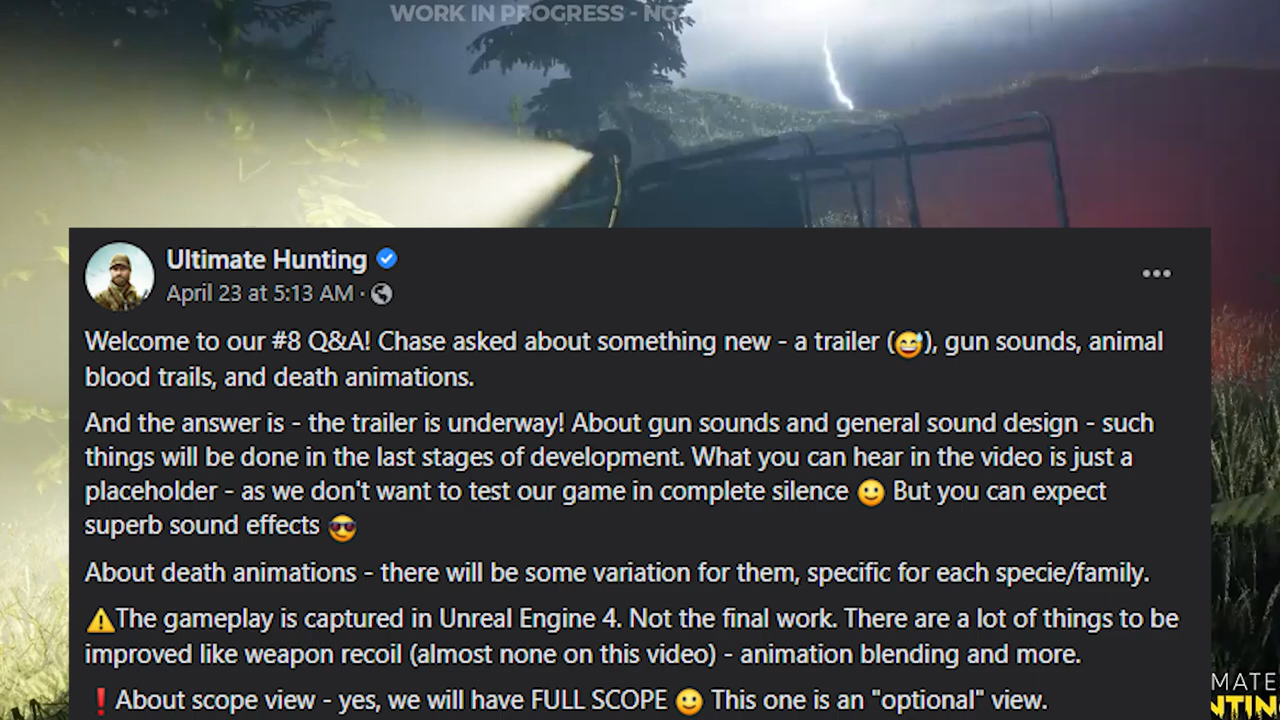 WORK IN PROGRESS - NO
Ultimate Hunting
April 23 at 5:13 AM ·
Welcome to our #8 Q&A! Chase asked about something new - a trailer (😅), gun sounds, animal
blood trails, and death animations.
And the answer is - the trailer is underway! About gun sounds and general sound design - such
things will be done in the last stages of development. What you can hear in the video is just a
placeholder - as we don't want to test our game in complete silence 🙂 But you can expect
superb sound effects 😎
About death animations - there will be some variation for them, specific for each specie/family.
⚠️The gameplay is captured in Unreal Engine 4. Not the final work. There are a lot of things to be
improved like weapon recoil (almost none on this video) - animation blending and more.
❗About scope view - yes, we will have FULL SCOPE 🙂 This one is an "optional" view.
MATE
NTIN